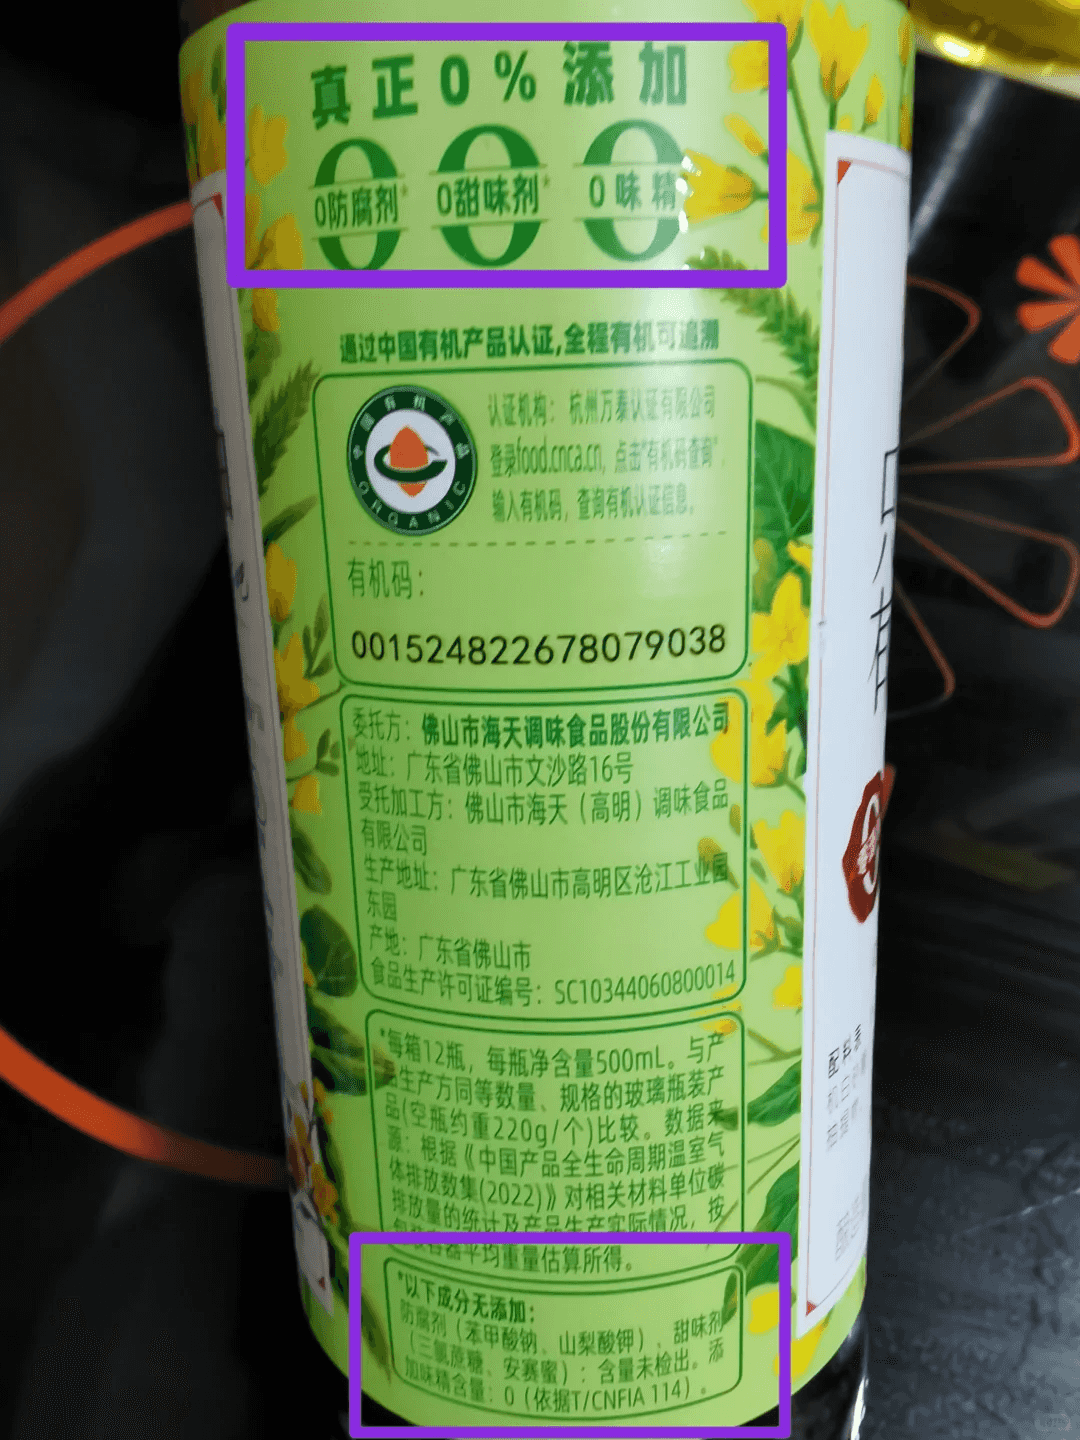 真正0%添加
0防腐剂* 0甜味剂* 0味精
通过中国有机产品认证,全程有机可追溯
中国有机产品
ORGANIC
认证机构：杭州万泰认证有限公司
登录food.cnca.cn，点击"有机码查询"，
输入有机码，查询有机认证信息。
有机码：
001524822678079038
委托方：佛山市海天调味食品股份有限公司
地址：广东省佛山市文沙路16号
受托加工方：佛山市海天（高明）调味食品
有限公司
生产地址：广东省佛山市高明区沧江工业园
东园
产地：广东省佛山市
食品生产许可证编号：SC10344060800014
*每箱12瓶，每瓶净含量500mL。与产
品生产方同等数量、规格的玻璃瓶装产
品(空瓶约重220g/个)比较。数据来
源：根据《中国产品全生命周期温室气
体排放数集(2022)》对相关材料单位碳
排放量的统计及产品生产实际情况，按
包装容器平均重量估算所得。
*以下成分无添加：
防腐剂（苯甲酸钠、山梨酸钾）、甜味剂
（三氯蔗糖、安赛蜜）：含量未检出。添
加味精含量：0（依据T/CNFIA 114）。
配料表